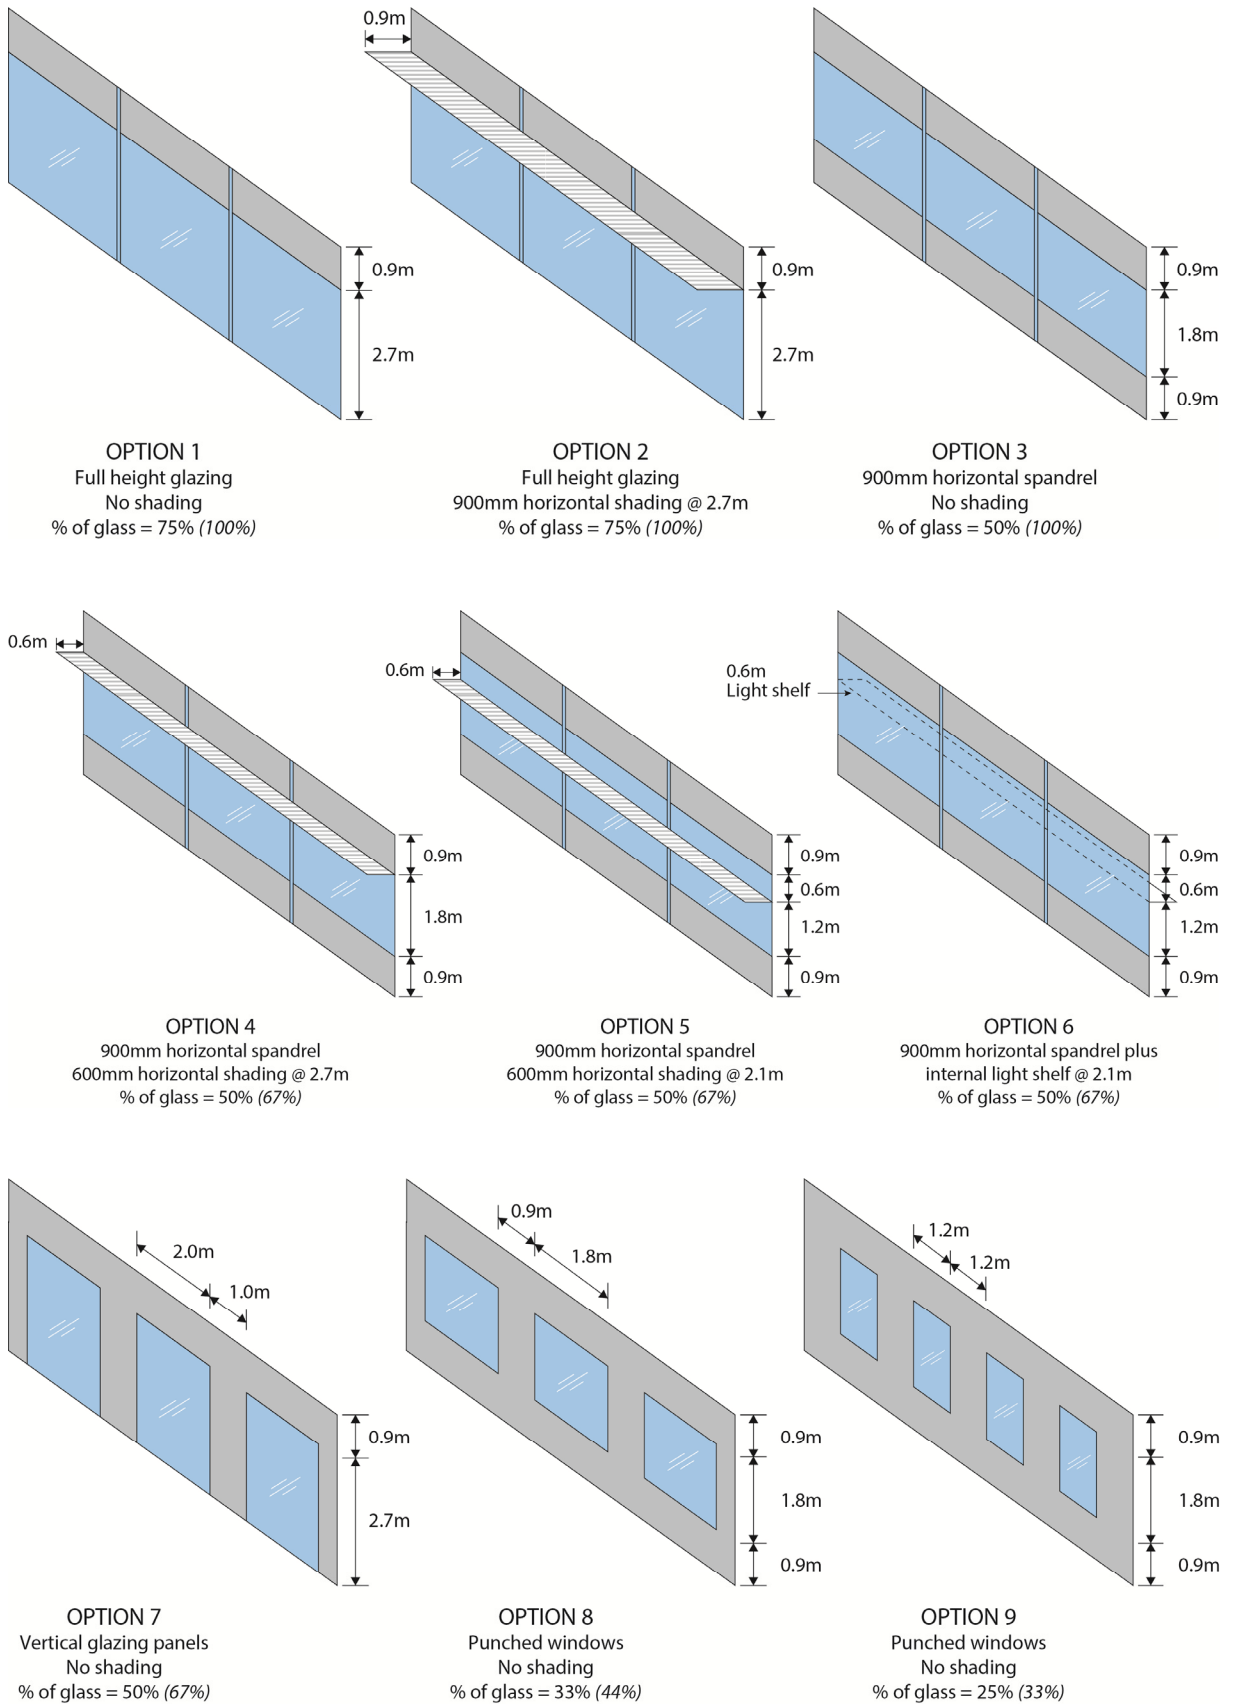 0.9m
0.9m
2.7m
0.9m
2.7m
0.9m
1.8m
0.9m
OPTION 1
Full height glazing
No shading
% of glass = 75% (100%)
OPTION 2
Full height glazing
900mm horizontal shading @ 2.7m
% of glass = 75% (100%)
OPTION 3
900mm horizontal spandrel
No shading
% of glass = 50% (100%)
0.6m
0.9m
1.8m
0.9m
0.6m
0.9m
0.6m
1.2m
0.9m
0.6m
Light shelf
0.9m
0.6m
1.2m
0.9m
OPTION 4
900mm horizontal spandrel
600mm horizontal shading @ 2.7m
% of glass = 50% (67%)
OPTION 5
900mm horizontal spandrel
600mm horizontal shading @ 2.1m
% of glass = 50% (67%)
OPTION 6
900mm horizontal spandrel plus
internal light shelf @ 2.1m
% of glass = 50% (67%)
2.0m
1.0m
0.9m
2.7m
0.9m
1.8m
0.9m
1.8m
0.9m
1.2m
1.2m
0.9m
1.8m
0.9m
OPTION 7
Vertical glazing panels
No shading
% of glass = 50% (67%)
OPTION 8
Punched windows
No shading
% of glass = 33% (44%)
OPTION 9
Punched windows
No shading
% of glass = 25% (33%)